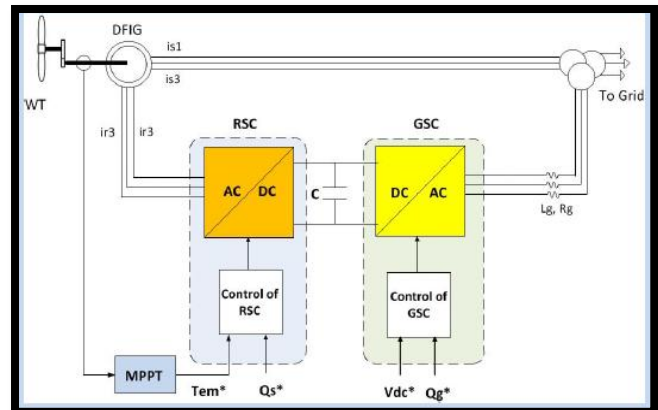 DFIG
is1
is3
To Grid
WT
ir3
ir3
RSC
GSC
AC
DC
C
DC
AC
Lg, Rg
Control of
RSC
Control of
GSC
MPPT
Tem*
Qs*
Vdc*
Qg*